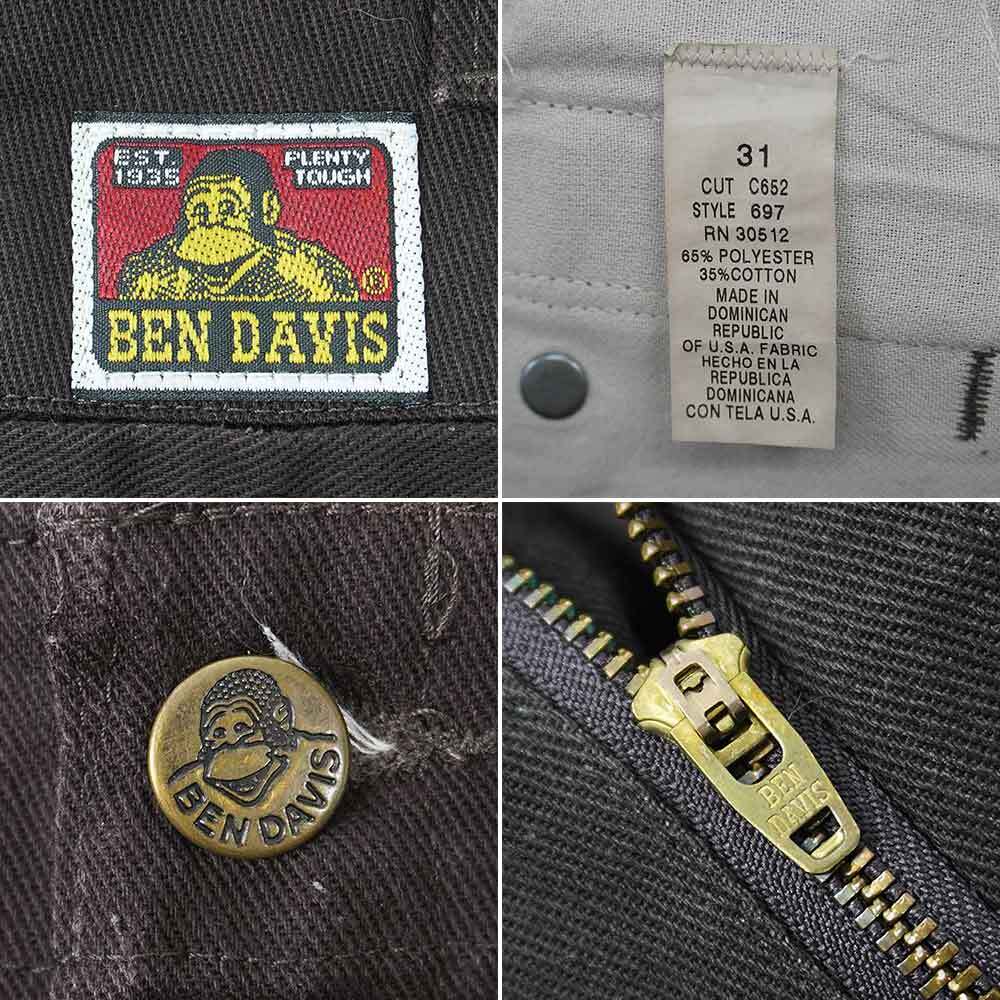 EST. PLENTY
1935 TOUGH
®
BEN DAVIS
31
CUT C652
STYLE 697
RN 30512
65% POLYESTER
35%COTTON
MADE IN
DOMINICAN
REPUBLIC
OF U.S.A. FABRIC
HECHO EN LA
REPUBLICA
DOMINICANA
CON TELA U.S.A.
BEN DAVIS
BEN
DAVIS